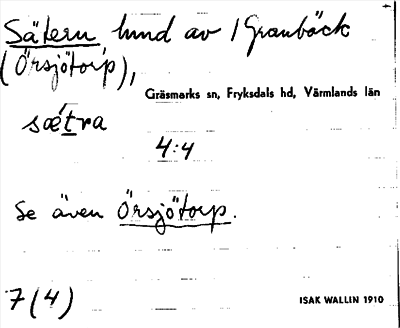 Sätern hmd av 1 Granbäck
(Örsjötorp),
Gräsmarks sn, Fryksdals hd, Värmlands län
sǽtra
4:4
Se även Örsjötorp.
7(4)
ISAK WALLIN 1910